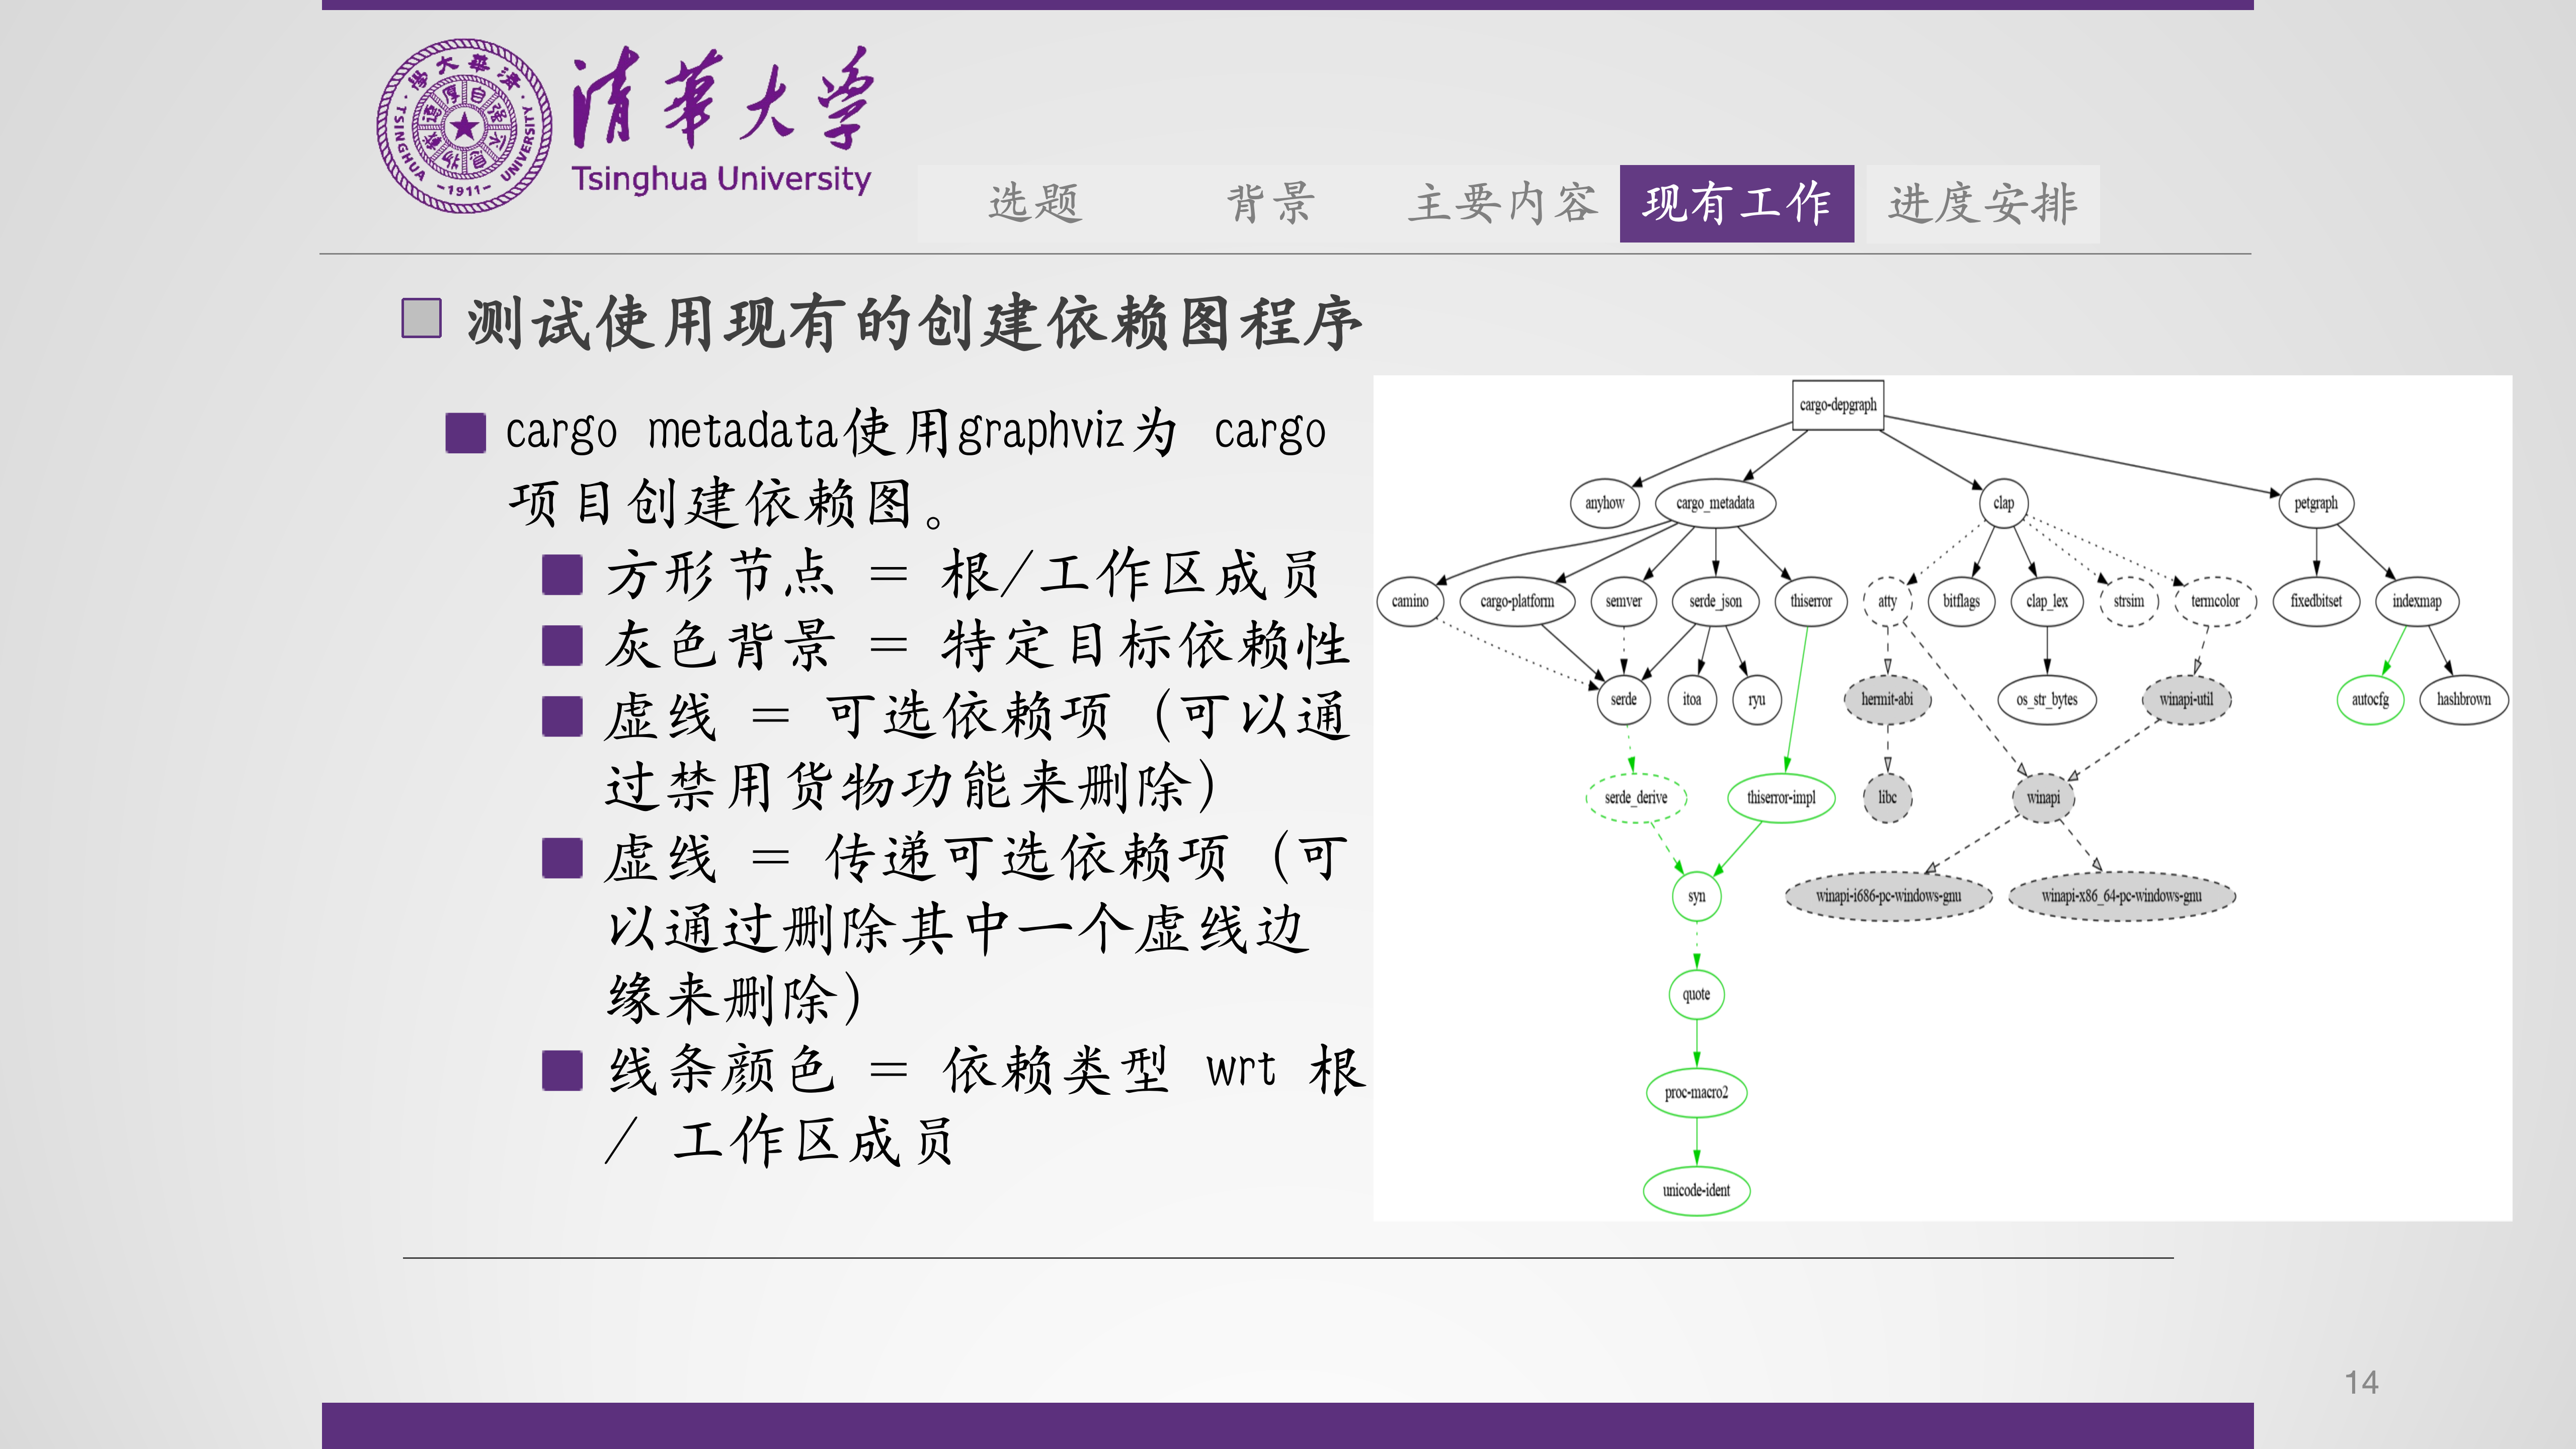 清華大学
Tsinghua University
TSINGHUA UNIVERSITY
-1911-
选题
背景
主要内容
现有工作
进度安排
测试使用现有的创建依赖图程序
cargo metadata使用graphviz为 cargo
项目创建依赖图。
方形节点 = 根/工作区成员
灰色背景 = 特定目标依赖性
虚线 = 可选依赖项（可以通
过禁用货物功能来删除）
虚线 = 传递可选依赖项（可
以通过删除其中一个虚线边
缘来删除）
线条颜色 = 依赖类型 wrt 根
/ 工作区成员
cargo-depgraph
anyhow
cargo_metadata
clap
petgraph
camino
cargo-platform
semver
serde_json
thiserror
atty
bitflags
clap_lex
strsim
termcolor
fixedbitset
indexmap
serde
itoa
ryu
hermit-abi
os_str_bytes
winapi-util
autocfg
hashbrown
serde_derive
thiserror-impl
libc
winapi
syn
winapi-i686-pc-windows-gnu
winapi-x86_64-pc-windows-gnu
quote
proc-macro2
unicode-ident
14